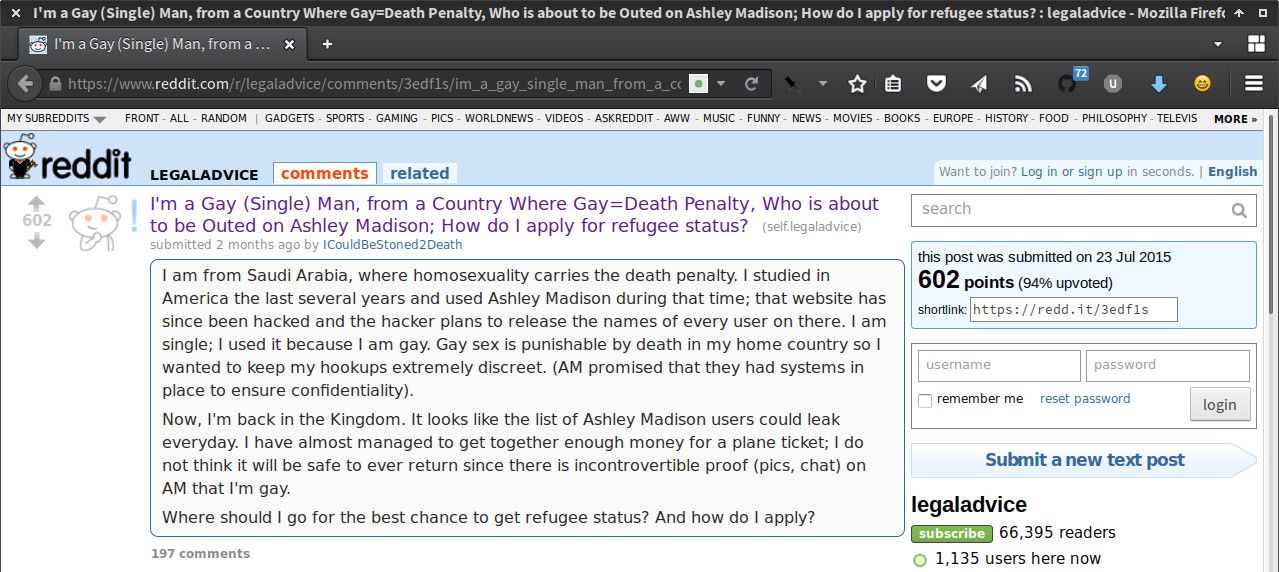 I'm a Gay (Single) Man, from a Country Where Gay=Death Penalty, Who is about to be Outed on Ashley Madison; How do I apply for refugee status? : legaladvice - Mozilla Firefo
I'm a Gay (Single) Man, from a ...
https://www.reddit.com/r/legaladvice/comments/3edf1s/im_a_gay_single_man_from_a_cc
72
u
MY SUBREDDITS FRONT - ALL - RANDOM | GADGETS - SPORTS - GAMING - PICS - WORLDNEWS - VIDEOS - ASKREDDIT - AWW - MUSIC - FUNNY - NEWS - MOVIES - BOOKS - EUROPE - HISTORY - FOOD - PHILOSOPHY - TELEVIS MORE »
reddit LEGALADVICE comments related
Want to join? Log in or sign up in seconds. | English
602
I'm a Gay (Single) Man, from a Country Where Gay=Death Penalty, Who is about
to be Outed on Ashley Madison; How do I apply for refugee status? (self.legaladvice)
submitted 2 months ago by ICouldBeStoned2Death
I am from Saudi Arabia, where homosexuality carries the death penalty. I studied in
America the last several years and used Ashley Madison during that time; that website has
since been hacked and the hacker plans to release the names of every user on there. I am
single; I used it because I am gay. Gay sex is punishable by death in my home country so I
wanted to keep my hookups extremely discreet. (AM promised that they had systems in
place to ensure confidentiality).
Now, I'm back in the Kingdom. It looks like the list of Ashley Madison users could leak
everyday. I have almost managed to get together enough money for a plane ticket; I do
not think it will be safe to ever return since there is incontrovertible proof (pics, chat) on
AM that I'm gay.
Where should I go for the best chance to get refugee status? And how do I apply?
197 comments
search
this post was submitted on 23 Jul 2015
602 points (94% upvoted)
shortlink: https://redd.it/3edf1s
username password
remember me reset password login
Submit a new text post
legaladvice
subscribe 66,395 readers
1,135 users here now